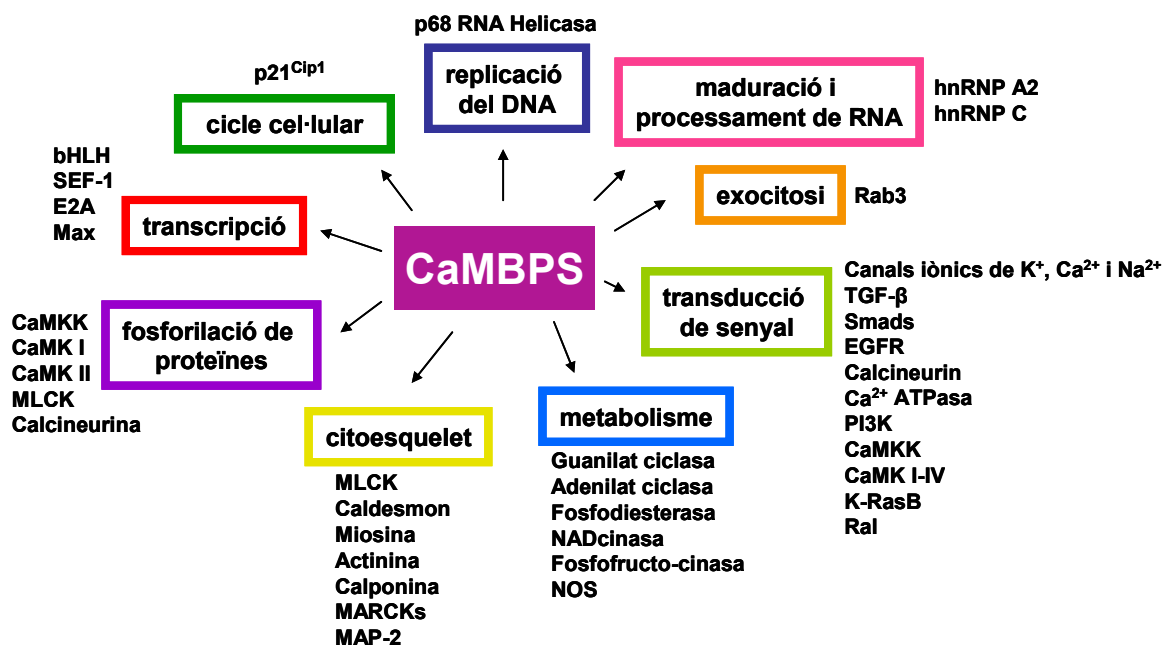 p68 RNA Helicasa
replicació
del DNA
p21Cip1
cicle cel·lular
maduració i
processament de RNA
hnRNP A2
hnRNP C
bHLH
SEF-1
E2A
Max
transcripció
exocitosi
Rab3
CaMBPS
transducció
de senyal
Canals iònics de K+, Ca2+ i Na2+
TGF-β
Smads
EGFR
Calcineurin
Ca2+ ATPasa
PI3K
CaMKK
CaMK I-IV
K-RasB
Ral
CaMKK
CaMK I
CaMK II
MLCK
Calcineurina
fosforilació de
proteïnes
citoesquelet
MLCK
Caldesmon
Miosina
Actinina
Calponina
MARCKs
MAP-2
metabolisme
Guanilat ciclasa
Adenilat ciclasa
Fosfodiesterasa
NADcinasa
Fosfofructo-cinasa
NOS